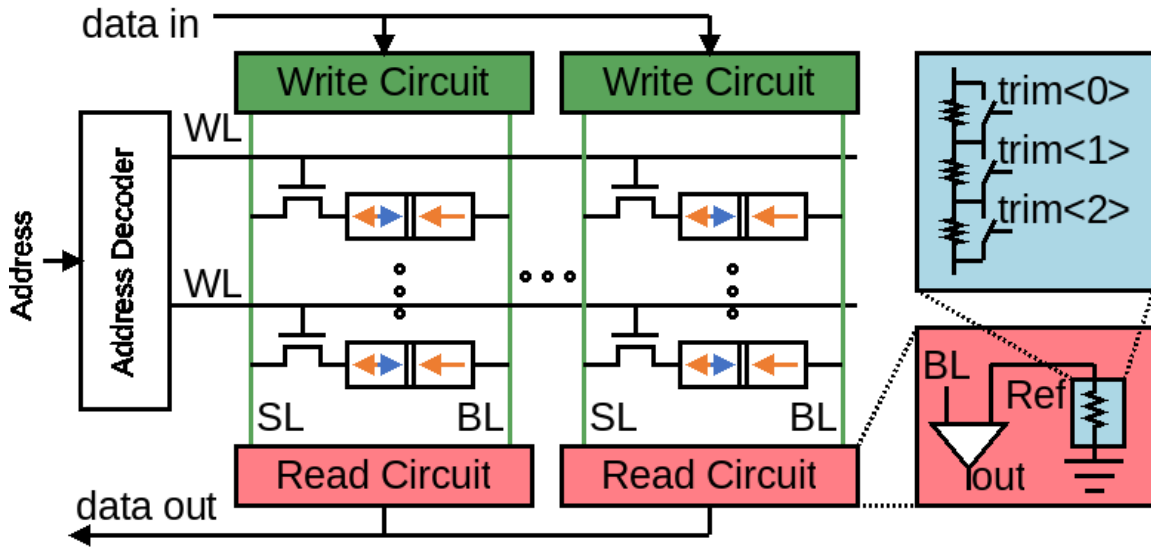 data in
Write Circuit
Write Circuit
trim<0>
trim<1>
trim<2>
WL
WL
Address
Address Decoder
SL
BL
SL
BL
Read Circuit
Read Circuit
BL
Ref
out
data out